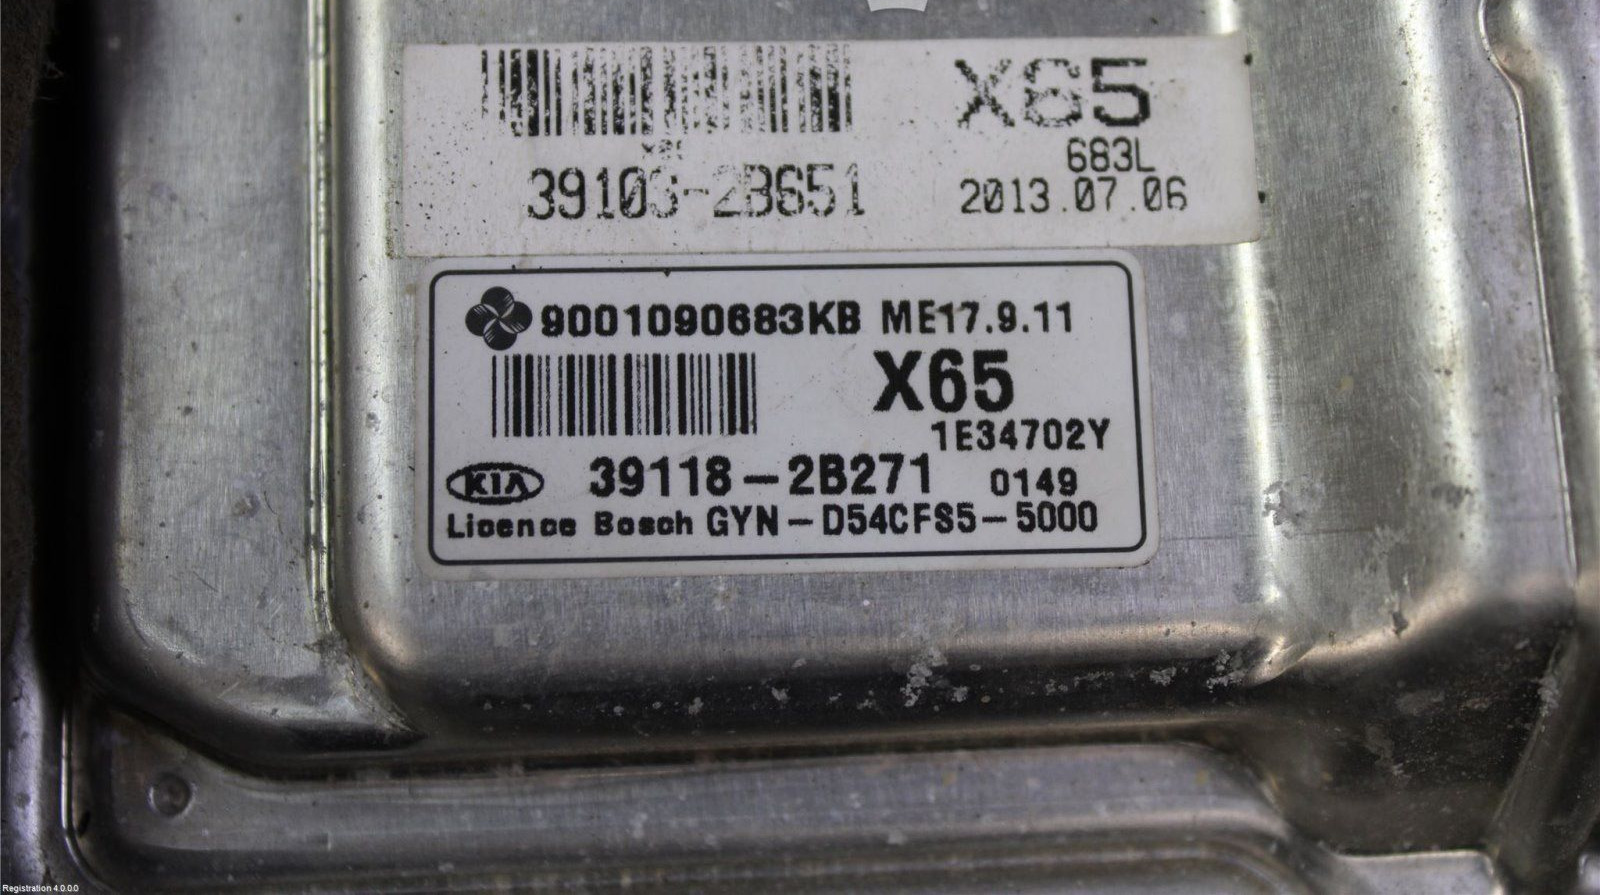 X65
683L
39103-2B651
2013.07.06
9001090683KB ME17.9.11
X65
1E34702Y
KIA 39118-2B271 0149
Licence Bosch GYN-D54CFS5-5000
Registration 4.0.0.0